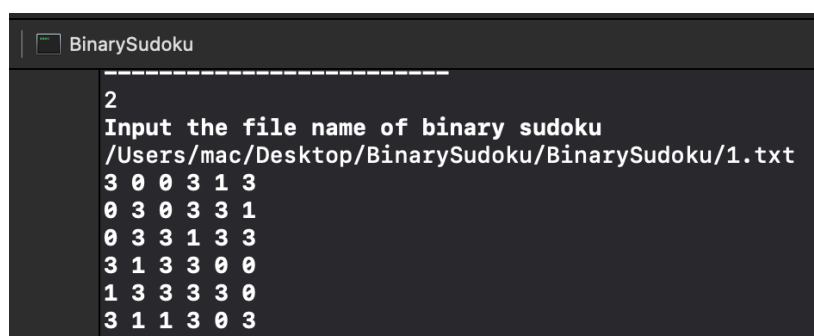 BinarySudoku
-------------------------
2
Input the file name of binary sudoku
/Users/mac/Desktop/BinarySudoku/BinarySudoku/1.txt
3 0 0 3 1 3
0 3 0 3 3 1
0 3 3 1 3 3
3 1 3 3 0 0
1 3 3 3 3 0
3 1 1 3 0 3